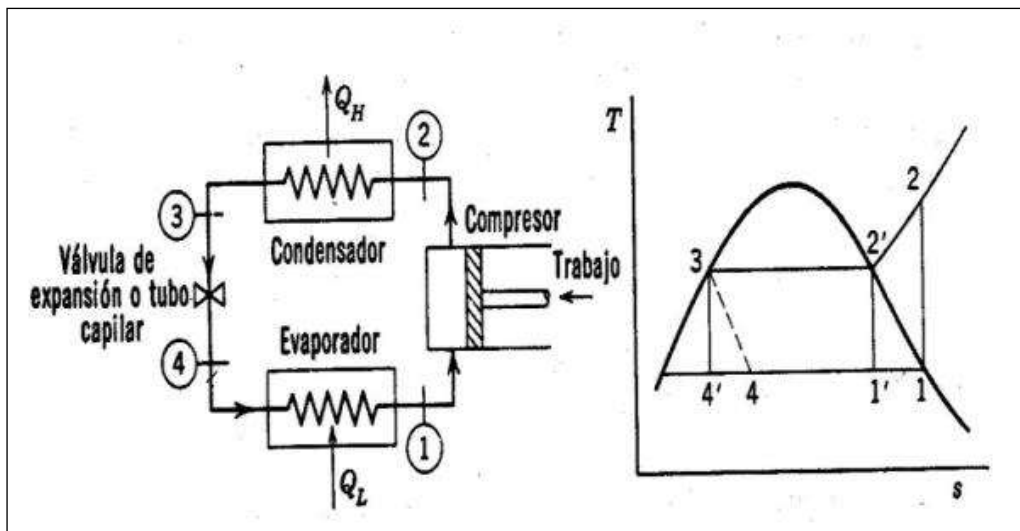 Q_H
2
3
Condensador
Compresor
Trabajo
Válvula de
expansión o tubo
capilar
4
Evaporador
1
Q_L
T
2
2'
3
4'
4
1'
1
s